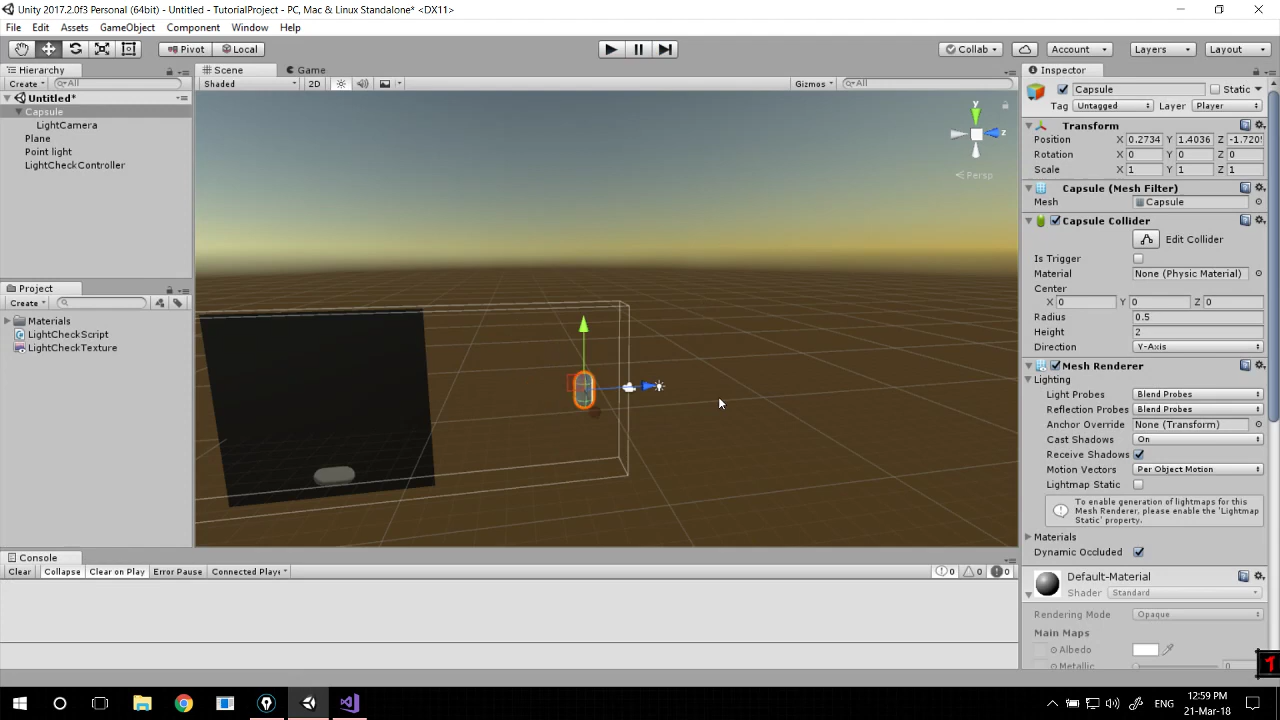 Unity 2017.2.0f3 Personal (64bit) - Untitled - TutorialProject - PC, Mac & Linux Standalone* <DX11>
File Edit Assets GameObject Component Window Help
Pivot Local Collab Account Layers Layout
Hierarchy
Create All
Untitled*
Capsule
LightCamera
Plane
Point light
LightCheckController
Project
Create
Materials
LightCheckScript
LightCheckTexture
Scene Game
Shaded 2D Gizmos All
y
z
Persp
Console
Clear Collapse Clear on Play Error Pause Connected Playe
0 0 0
Inspector
Capsule Static
Tag Untagged Layer Player
Transform
Position X 0.2734 Y 1.4036 Z -1.720
Rotation X 0 Y 0 Z 0
Scale X 1 Y 1 Z 1
Capsule (Mesh Filter)
Mesh Capsule
Capsule Collider
Edit Collider
Is Trigger
Material None (Physic Material)
Center
X 0 Y 0 Z 0
Radius 0.5
Height 2
Direction Y-Axis
Mesh Renderer
Lighting
Light Probes Blend Probes
Reflection Probes Blend Probes
Anchor Override None (Transform)
Cast Shadows On
Receive Shadows
Motion Vectors Per Object Motion
Lightmap Static
To enable generation of lightmaps for this
Mesh Renderer, please enable the 'Lightmap
Static' property.
Materials
Dynamic Occluded
Default-Material
Shader Standard
Rendering Mode Opaque
Main Maps
Albedo
Metallic 0
1
ENG
12:59 PM
21-Mar-18